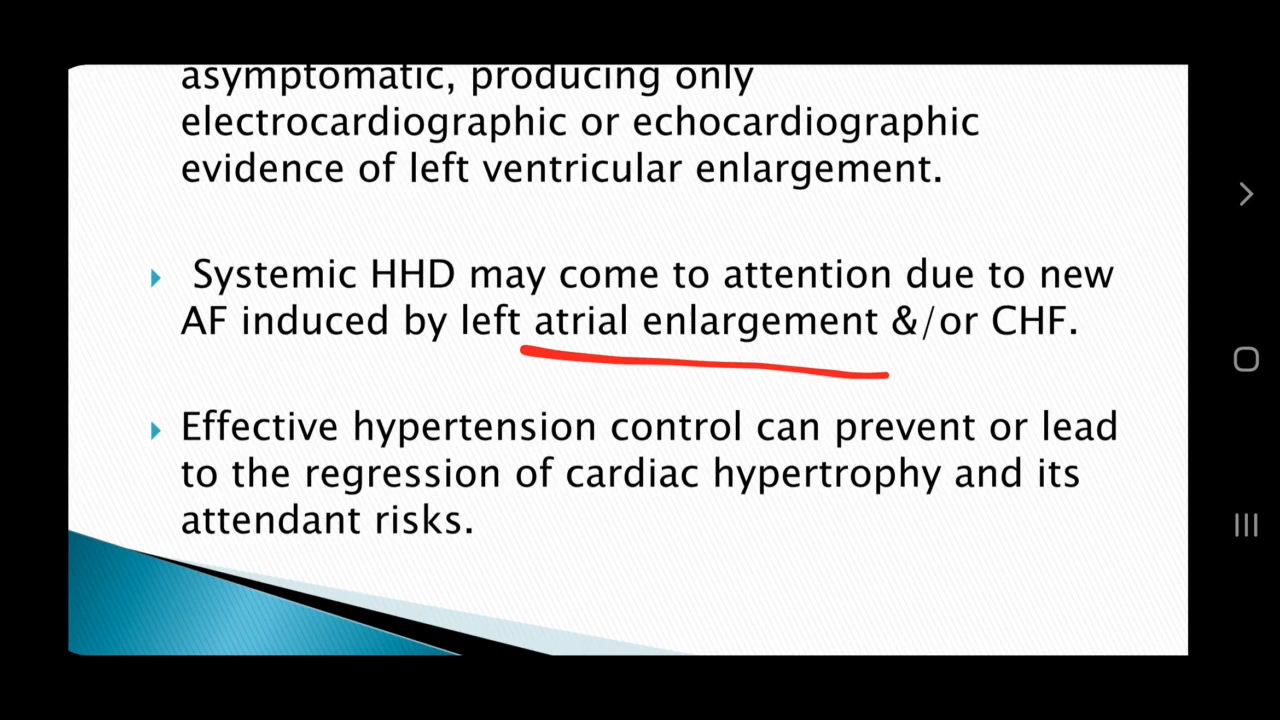 asymptomatic, producing only
electrocardiographic or echocardiographic
evidence of left ventricular enlargement.
Systemic HHD may come to attention due to new
AF induced by left atrial enlargement &/or CHF.
Effective hypertension control can prevent or lead
to the regression of cardiac hypertrophy and its
attendant risks.